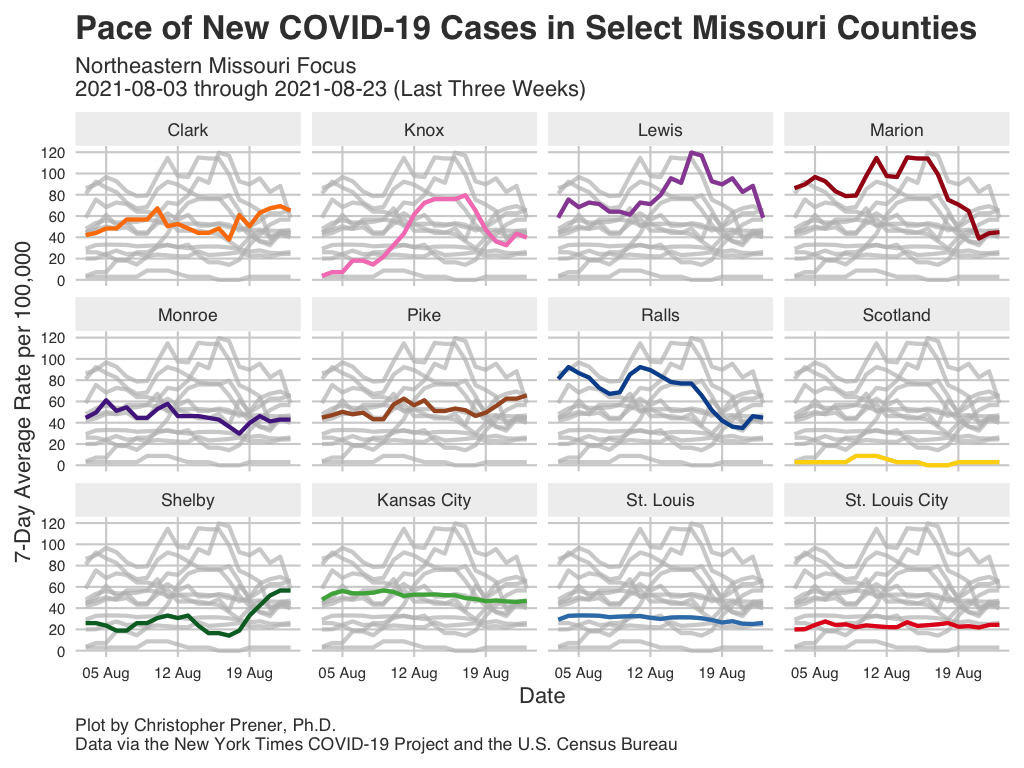 Pace of New COVID-19 Cases in Select Missouri Counties
Northeastern Missouri Focus
2021-08-03 through 2021-08-23 (Last Three Weeks)
Clark Knox Lewis Marion
120
100
80
60
40
20
0
Monroe Pike Ralls Scotland
120
100
80
60
40
20
0
Shelby Kansas City St. Louis St. Louis City
120
100
80
60
40
20
0
7-Day Average Rate per 100,000
05 Aug 12 Aug 19 Aug 05 Aug 12 Aug 19 Aug 05 Aug 12 Aug 19 Aug 05 Aug 12 Aug 19 Aug
Date
Plot by Christopher Prener, Ph.D.
Data via the New York Times COVID-19 Project and the U.S. Census Bureau